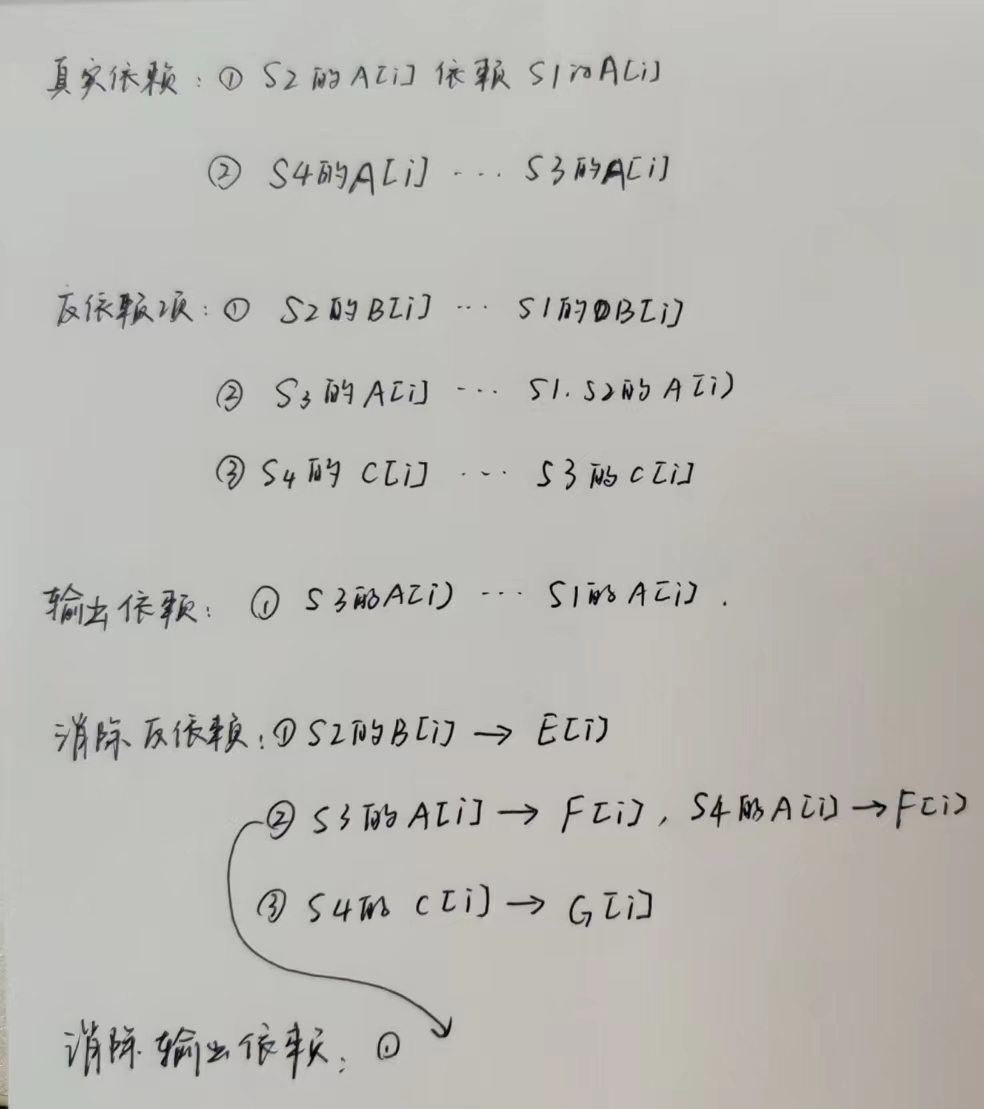 真实依赖：① S2的A[i] 依赖 S1的A[i]
② S4的A[i] ... S3的A[i]
反依赖项：① S2的B[i] ... S1的B[i]
② S3的A[i] ... S1.S2的A[i)
③ S4的C[i] ... S3的C[i]
输出依赖：① S3的A[i) ... S1的A[i].
消除反依赖：① S2的B[i] → E[i]
② S3的A[i] → F[i], S4的A[i] → F[i]
③ S4的C[i] → G[i]
消除输出依赖：①